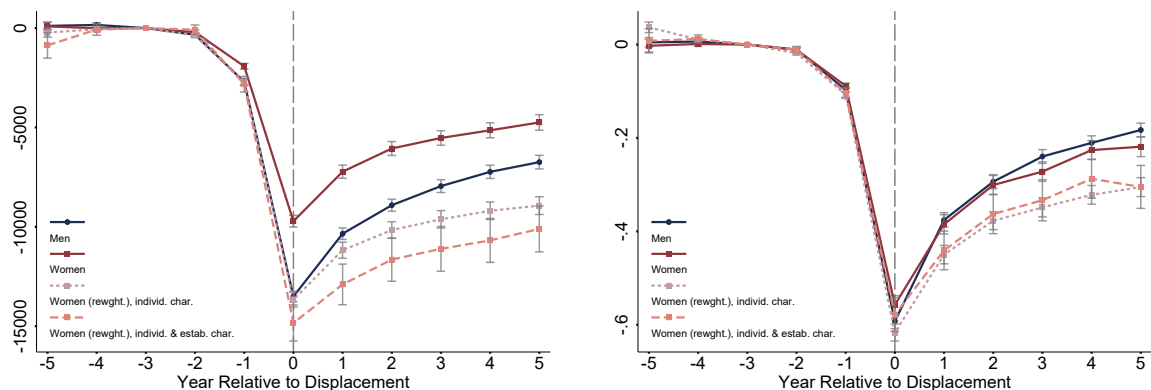 0
-5000
-10000
-15000
Men
Women
Women (rewght.), individ. char.
Women (rewght.), individ. & estab. char.
-5 -4 -3 -2 -1 0 1 2 3 4 5
Year Relative to Displacement
0
-.2
-.4
-.6
Men
Women
Women (rewght.), individ. char.
Women (rewght.), individ. & estab. char.
-5 -4 -3 -2 -1 0 1 2 3 4 5
Year Relative to Displacement